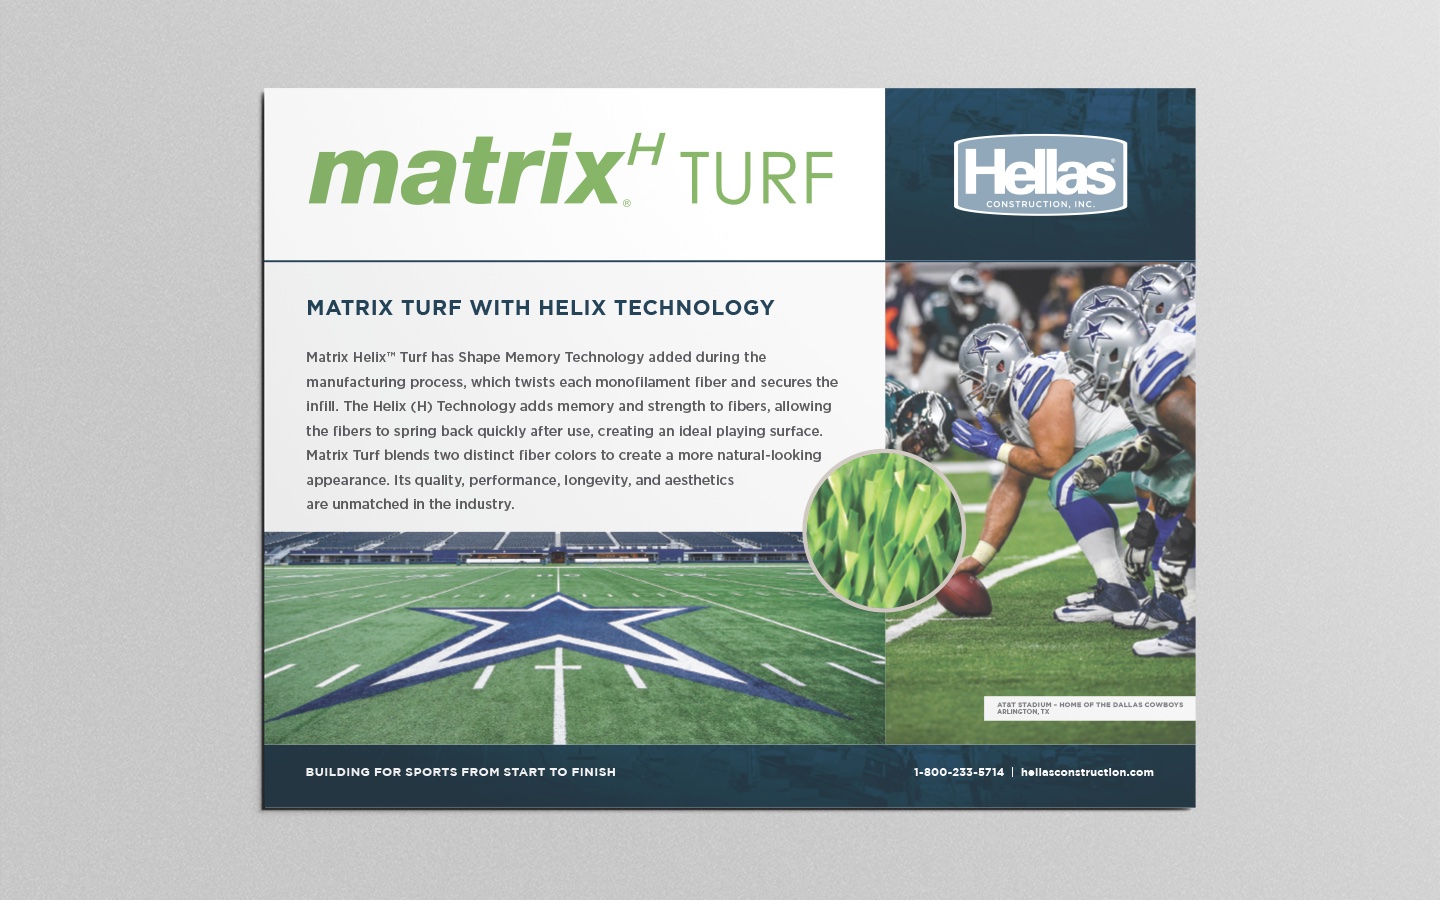 matrixH® TURF
Hellas®
CONSTRUCTION, INC.
MATRIX TURF WITH HELIX TECHNOLOGY
Matrix Helix™ Turf has Shape Memory Technology added during the
manufacturing process, which twists each monofilament fiber and secures the
infill. The Helix (H) Technology adds memory and strength to fibers, allowing
the fibers to spring back quickly after use, creating an ideal playing surface.
Matrix Turf blends two distinct fiber colors to create a more natural-looking
appearance. Its quality, performance, longevity, and aesthetics
are unmatched in the industry.
AT&T STADIUM – HOME OF THE DALLAS COWBOYS
ARLINGTON, TX
BUILDING FOR SPORTS FROM START TO FINISH
1-800-233-5714 | hellasconstruction.com